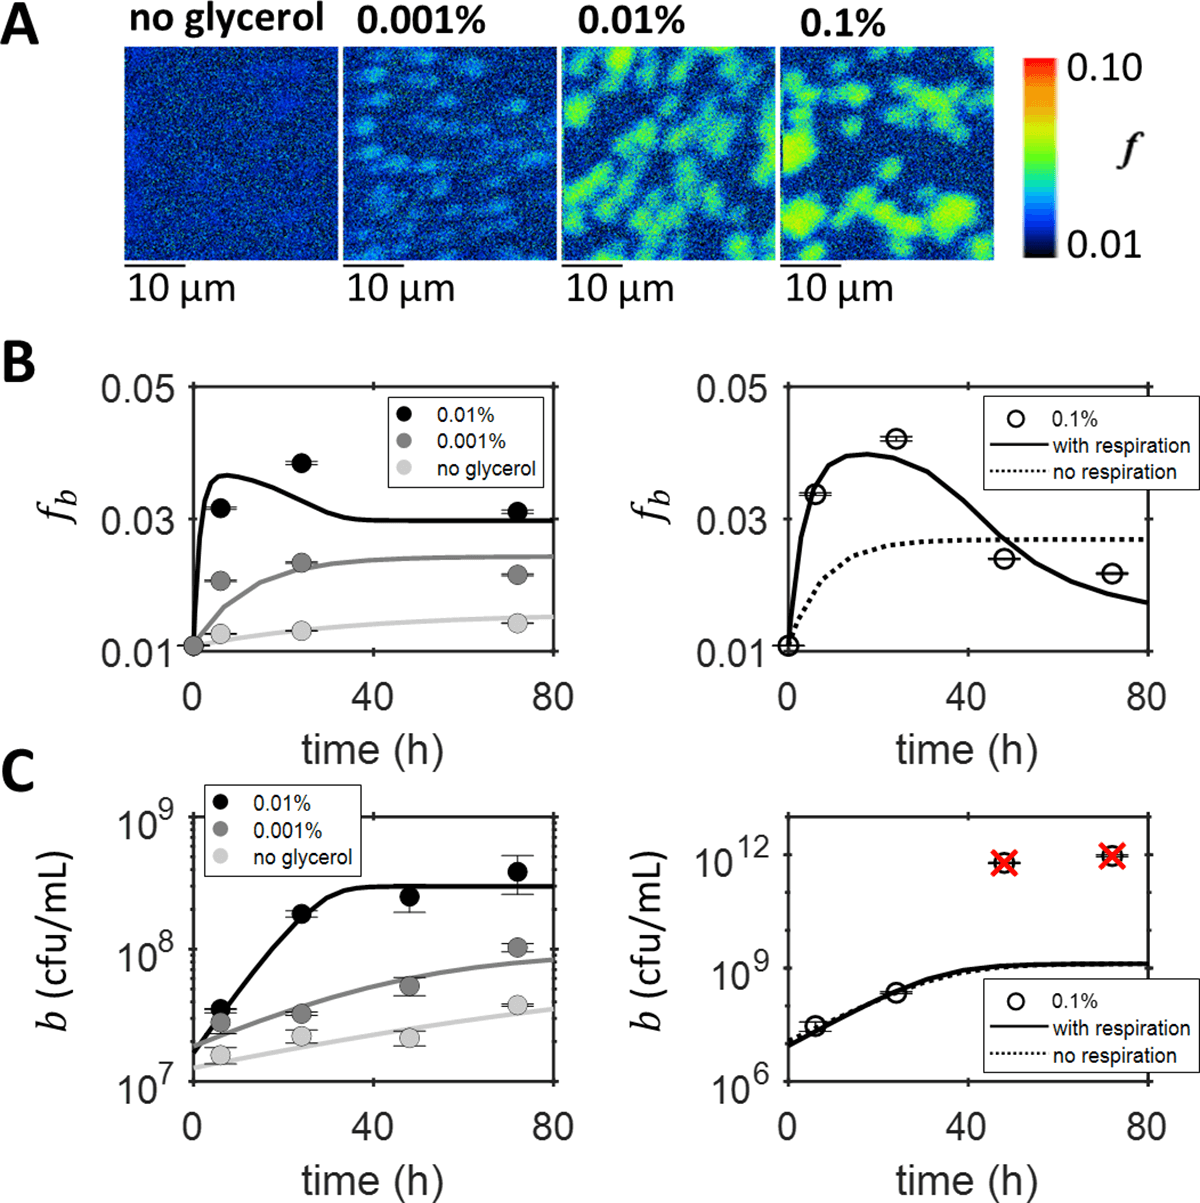 A
no glycerol 0.001% 0.01% 0.1%
0.10
f
0.01
10 μm 10 μm 10 μm 10 μm
B
0.05
0.03
0.01
f_b
0 40 80
time (h)
0.01%
0.001%
no glycerol
0.05
0.03
0.01
f_b
0 40 80
time (h)
0.1%
with respiration
no respiration
C
10^9
10^8
10^7
b (cfu/mL)
0 40 80
time (h)
0.01%
0.001%
no glycerol
10^12
10^9
10^6
b (cfu/mL)
0 40 80
time (h)
0.1%
with respiration
no respiration